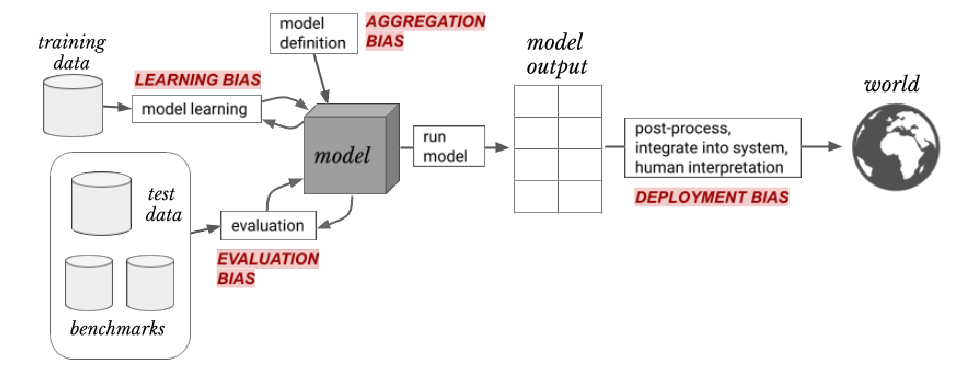 training
data
LEARNING BIAS
model learning
model
definition
AGGREGATION
BIAS
model
test
data
benchmarks
evaluation
EVALUATION
BIAS
run
model
model
output
post-process,
integrate into system,
human interpretation
DEPLOYMENT BIAS
world